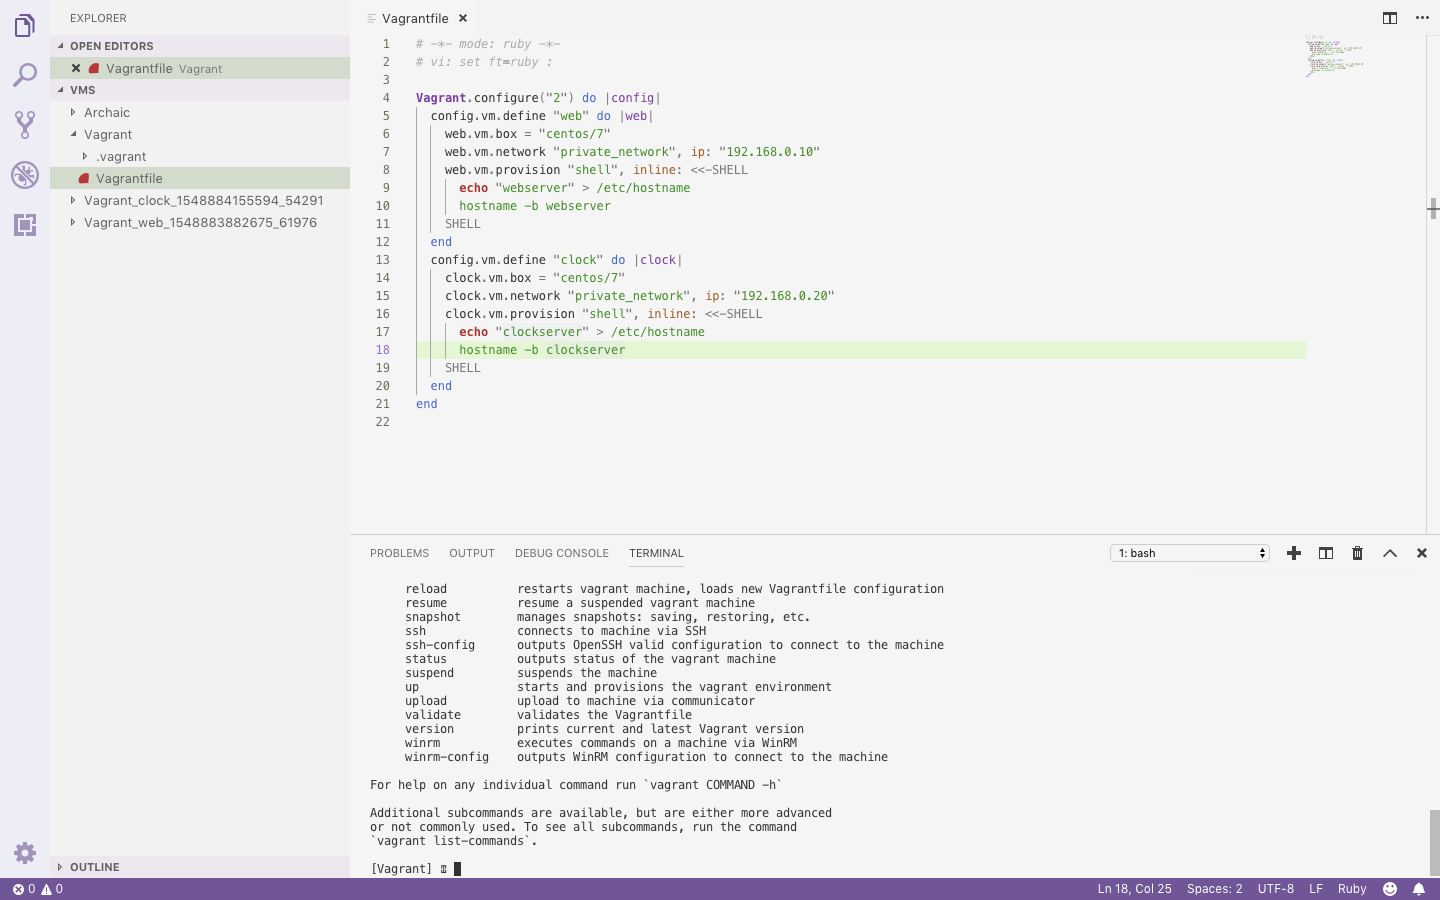 EXPLORER
OPEN EDITORS
Vagrantfile Vagrant
VMS
Archaic
Vagrant
.vagrant
Vagrantfile
Vagrant_clock_1548884155594_54291
Vagrant_web_1548883882675_61976
OUTLINE
Vagrantfile
1 # -*- mode: ruby -*-
2 # vi: set ft=ruby :
3
4 Vagrant.configure("2") do |config|
5 config.vm.define "web" do |web|
6 web.vm.box = "centos/7"
7 web.vm.network "private_network", ip: "192.168.0.10"
8 web.vm.provision "shell", inline: <<-SHELL
9 echo "webserver" > /etc/hostname
10 hostname -b webserver
11 SHELL
12 end
13 config.vm.define "clock" do |clock|
14 clock.vm.box = "centos/7"
15 clock.vm.network "private_network", ip: "192.168.0.20"
16 clock.vm.provision "shell", inline: <<-SHELL
17 echo "clockserver" > /etc/hostname
18 hostname -b clockserver
19 SHELL
20 end
21 end
22
PROBLEMS OUTPUT DEBUG CONSOLE TERMINAL 1: bash
reload restarts vagrant machine, loads new Vagrantfile configuration
resume resume a suspended vagrant machine
snapshot manages snapshots: saving, restoring, etc.
ssh connects to machine via SSH
ssh-config outputs OpenSSH valid configuration to connect to the machine
status outputs status of the vagrant machine
suspend suspends the machine
up starts and provisions the vagrant environment
upload upload to machine via communicator
validate validates the Vagrantfile
version prints current and latest Vagrant version
winrm executes commands on a machine via WinRM
winrm-config outputs WinRM configuration to connect to the machine
For help on any individual command run `vagrant COMMAND -h`
Additional subcommands are available, but are either more advanced
or not commonly used. To see all subcommands, run the command
`vagrant list-commands`.
[Vagrant]
0 0 Ln 18, Col 25 Spaces: 2 UTF-8 LF Ruby